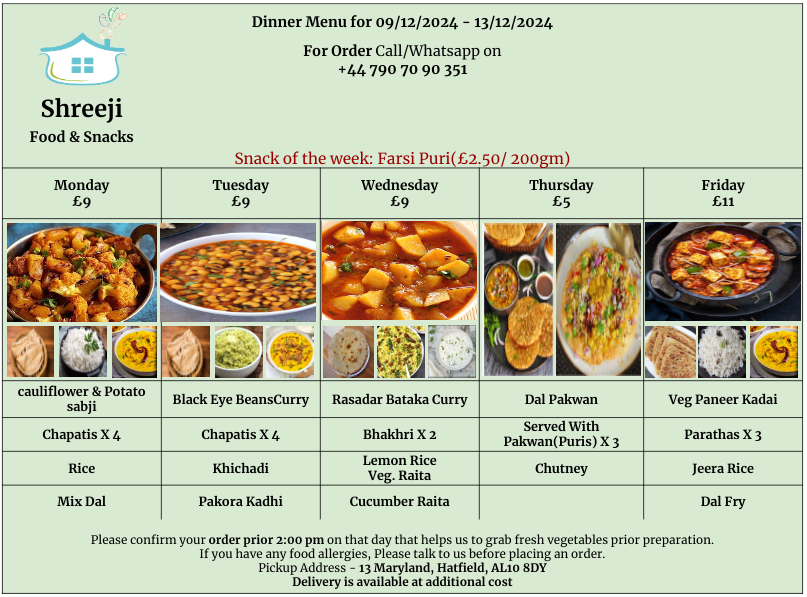 Dinner Menu for 09/12/2024 - 13/12/2024
For Order Call/Whatsapp on
+44 790 70 90 351
Shreeji
Food & Snacks
Snack of the week: Farsi Puri(£2.50/ 200gm)
Monday
£9
Tuesday
£9
Wednesday
£9
Thursday
£5
Friday
£11
cauliflower & Potato
sabji
Black Eye BeansCurry
Rasadar Bataka Curry
Dal Pakwan
Veg Paneer Kadai
Chapatis X 4
Chapatis X 4
Bhakhri X 2
Served With
Pakwan(Puris) X 3
Parathas X 3
Rice
Khichadi
Lemon Rice
Veg. Raita
Chutney
Jeera Rice
Mix Dal
Pakora Kadhi
Cucumber Raita
Dal Fry
Please confirm your order prior 2:00 pm on that day that helps us to grab fresh vegetables prior preparation.
If you have any food allergies, Please talk to us before placing an order.
Pickup Address - 13 Maryland, Hatfield, AL10 8DY
Delivery is available at additional cost